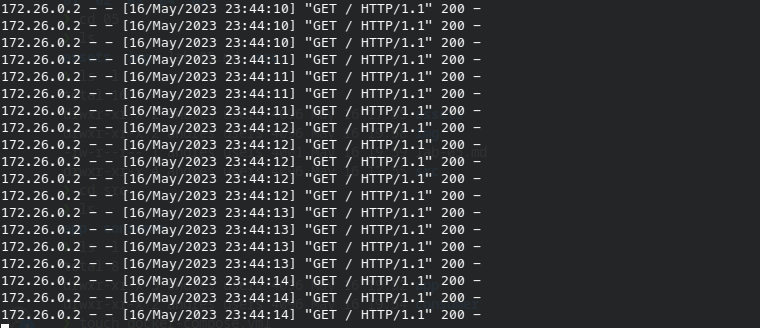 172.26.0.2 - - [16/May/2023 23:44:10] "GET / HTTP/1.1" 200 -
172.26.0.2 - - [16/May/2023 23:44:10] "GET / HTTP/1.1" 200 -
172.26.0.2 - - [16/May/2023 23:44:10] "GET / HTTP/1.1" 200 -
172.26.0.2 - - [16/May/2023 23:44:11] "GET / HTTP/1.1" 200 -
172.26.0.2 - - [16/May/2023 23:44:11] "GET / HTTP/1.1" 200 -
172.26.0.2 - - [16/May/2023 23:44:11] "GET / HTTP/1.1" 200 -
172.26.0.2 - - [16/May/2023 23:44:11] "GET / HTTP/1.1" 200 -
172.26.0.2 - - [16/May/2023 23:44:12] "GET / HTTP/1.1" 200 -
172.26.0.2 - - [16/May/2023 23:44:12] "GET / HTTP/1.1" 200 -
172.26.0.2 - - [16/May/2023 23:44:12] "GET / HTTP/1.1" 200 -
172.26.0.2 - - [16/May/2023 23:44:12] "GET / HTTP/1.1" 200 -
172.26.0.2 - - [16/May/2023 23:44:12] "GET / HTTP/1.1" 200 -
172.26.0.2 - - [16/May/2023 23:44:13] "GET / HTTP/1.1" 200 -
172.26.0.2 - - [16/May/2023 23:44:13] "GET / HTTP/1.1" 200 -
172.26.0.2 - - [16/May/2023 23:44:13] "GET / HTTP/1.1" 200 -
172.26.0.2 - - [16/May/2023 23:44:13] "GET / HTTP/1.1" 200 -
172.26.0.2 - - [16/May/2023 23:44:14] "GET / HTTP/1.1" 200 -
172.26.0.2 - - [16/May/2023 23:44:14] "GET / HTTP/1.1" 200 -
172.26.0.2 - - [16/May/2023 23:44:14] "GET / HTTP/1.1" 200 -